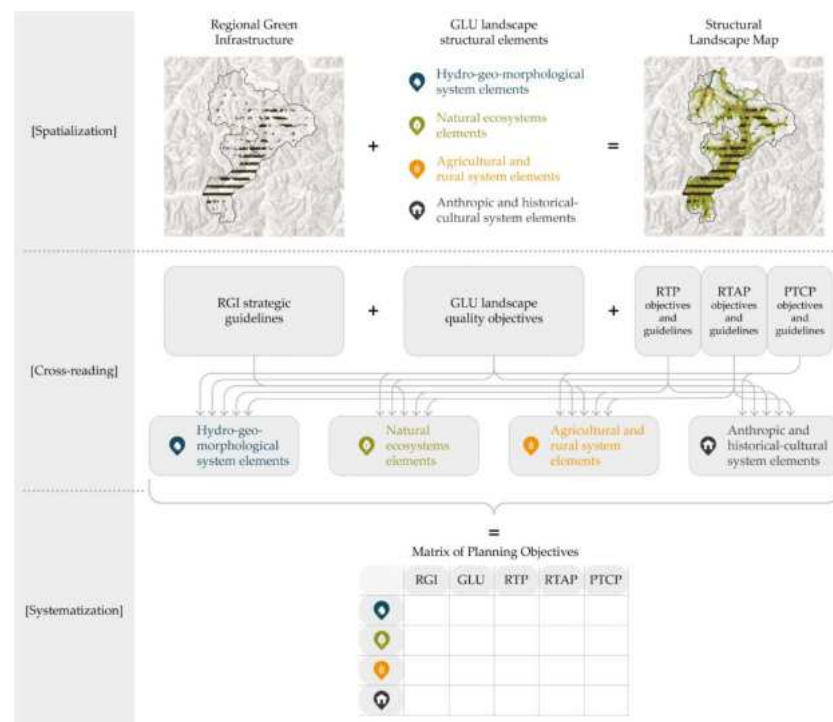 Regional Green
Infrastructure
GLU landscape
structural elements
Structural
Landscape Map
[Spatialization]
+
Hydro-geo-morphological
system elements
Natural ecosystems
elements
Agricultural and
rural system elements
Anthropic and historical-
cultural system elements
=
[Cross-reading]
RGI strategic
guidelines
+
GLU landscape
quality objectives
+
RTP
objectives
and
guidelines
RTAP
objectives
and
guidelines
PTCP
objectives
and
guidelines
Hydro-geo-
morphological
system elements
Natural
ecosystems
elements
Agricultural and
rural system
elements
Anthropic and
historical-cultural
system elements
[Systematization]
=
Matrix of Planning Objectives
RGI GLU RTP RTAP PTCP